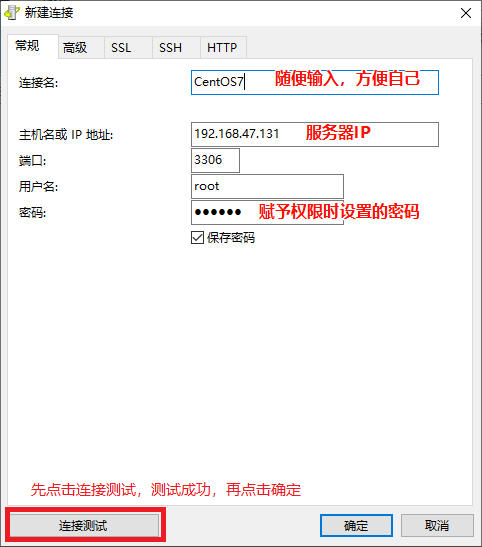 新建连接
常规 高级 SSL SSH HTTP
连接名: CentOS7 随便输入，方便自己
主机名或 IP 地址: 192.168.47.131 服务器IP
端口: 3306
用户名: root
密码: ●●●●●● 赋予权限时设置的密码
保存密码
先点击连接测试，测试成功，再点击确定
连接测试 确定 取消